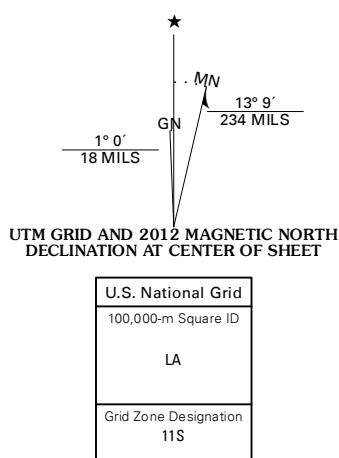 ★
MN
GN
13° 9´
234 MILS
1° 0´
18 MILS
UTM GRID AND 2012 MAGNETIC NORTH
DECLINATION AT CENTER OF SHEET
U.S. National Grid
100,000-m Square ID
LA
Grid Zone Designation
11S